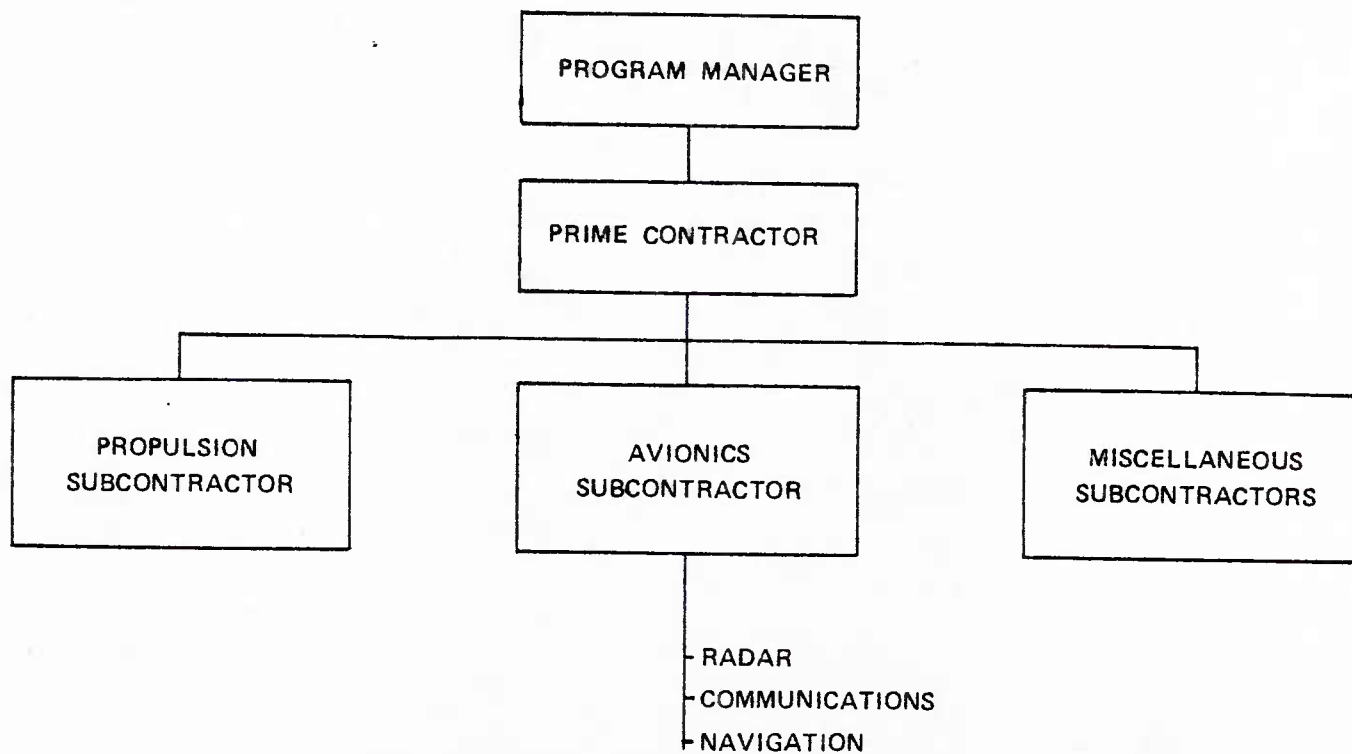 PROGRAM MANAGER
PRIME CONTRACTOR
PROPULSION
SUBCONTRACTOR
AVIONICS
SUBCONTRACTOR
MISCELLANEOUS
SUBCONTRACTORS
RADAR
COMMUNICATIONS
NAVIGATION